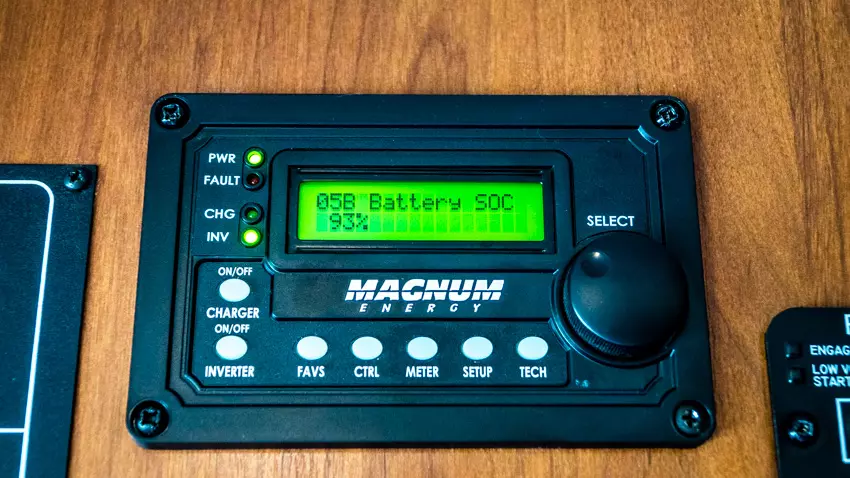 PWR
FAULT
CHG
INV
05B Battery SOC
93%
SELECT
ON/OFF
CHARGER
ON/OFF
INVERTER
MAGNUM
ENERGY
FAVS
CTRL
METER
SETUP
TECH
LOW
START